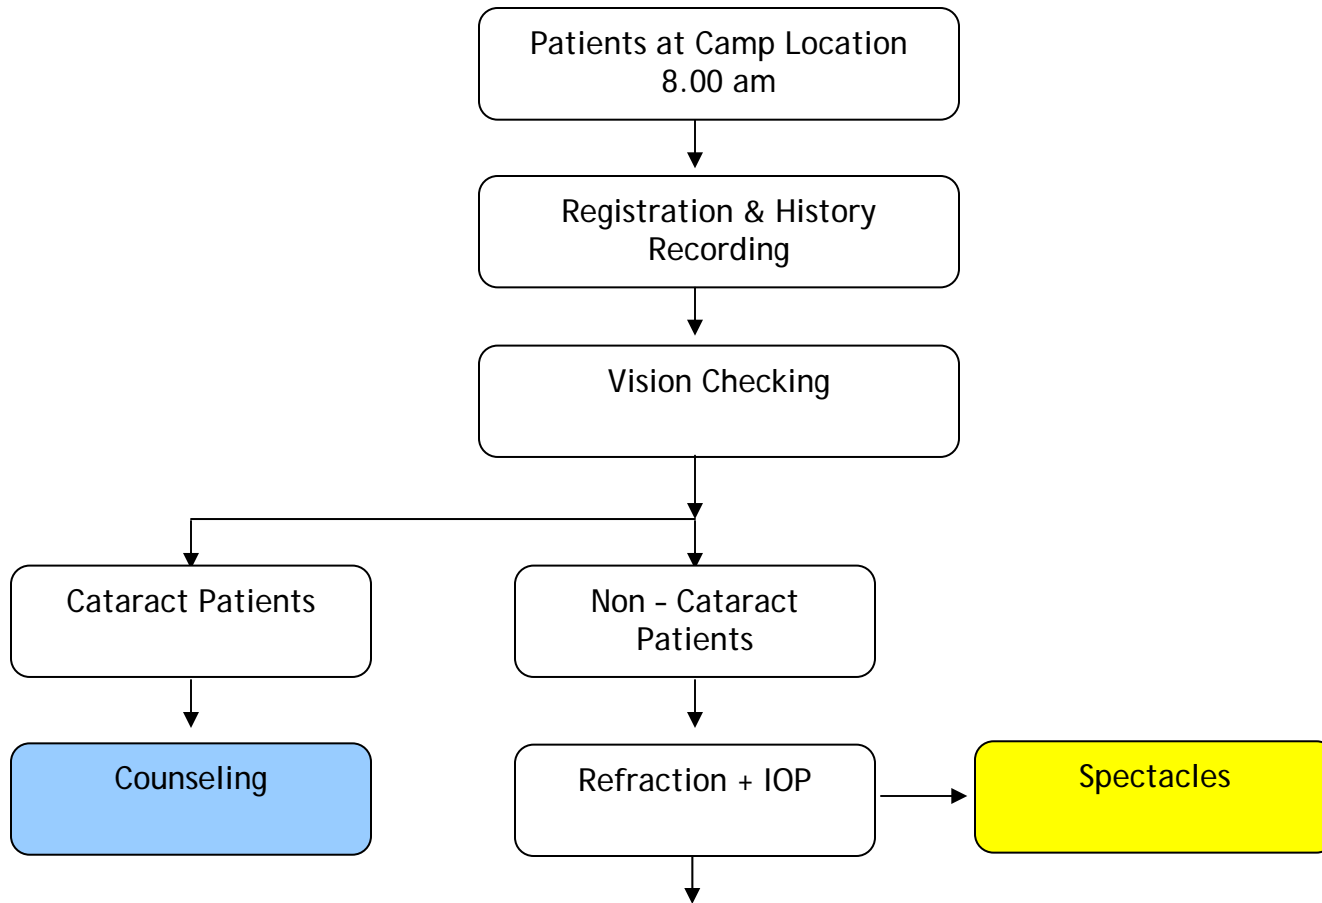 Patients at Camp Location
8.00 am
Registration & History
Recording
Vision Checking
Cataract Patients
Non - Cataract
Patients
Counseling
Refraction + IOP
Spectacles